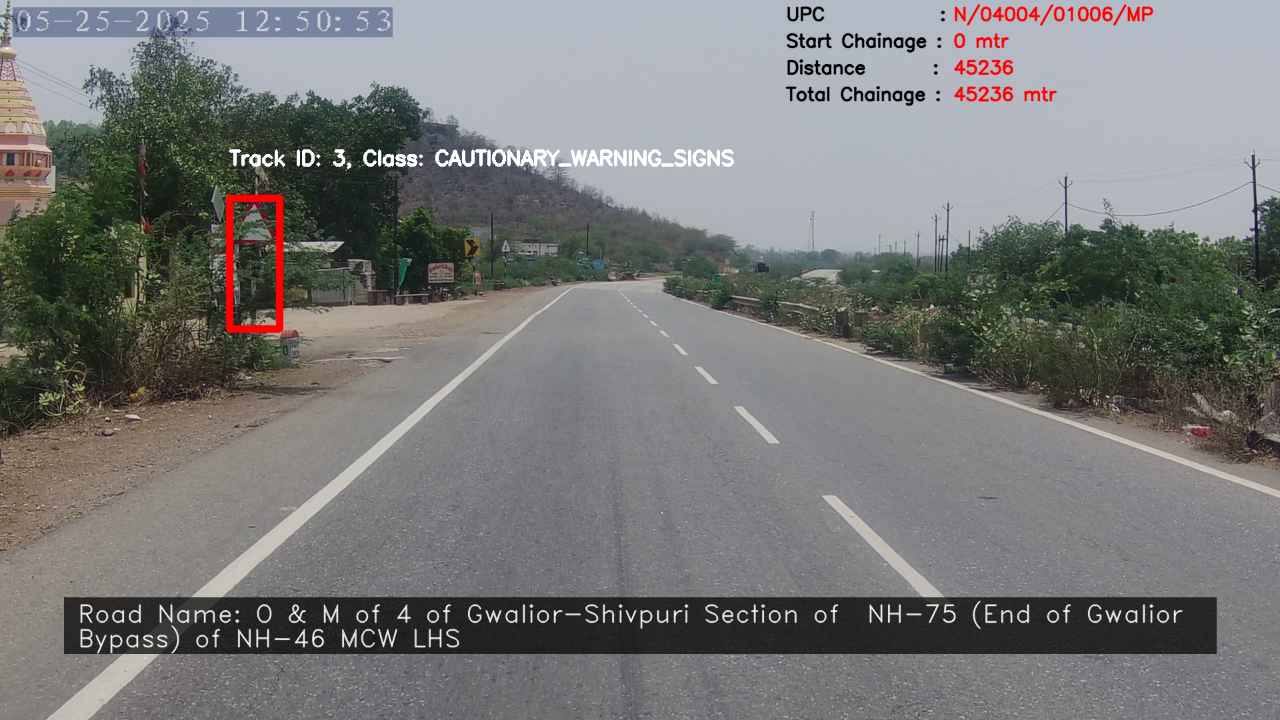 05-25-2025 12:50:53
UPC : N/04004/01006/MP
Start Chainage : 0 mtr
Distance : 45236
Total Chainage : 45236 mtr
Track ID: 3, Class: CAUTIONARY_WARNING_SIGNS
Road Name: O & M of 4 of Gwalior-Shivpuri Section of NH-75 (End of Gwalior
Bypass) of NH-46 MCW LHS